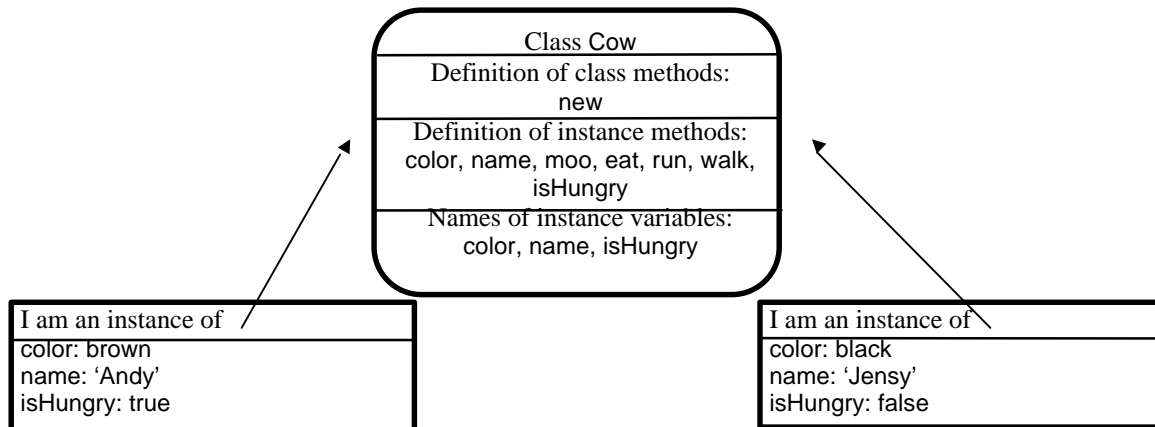 Class Cow
Definition of class methods:
new
Definition of instance methods:
color, name, moo, eat, run, walk,
isHungry
Names of instance variables:
color, name, isHungry
I am an instance of
color: brown
name: ‘Andy’
isHungry: true
I am an instance of
color: black
name: ‘Jensy’
isHungry: false